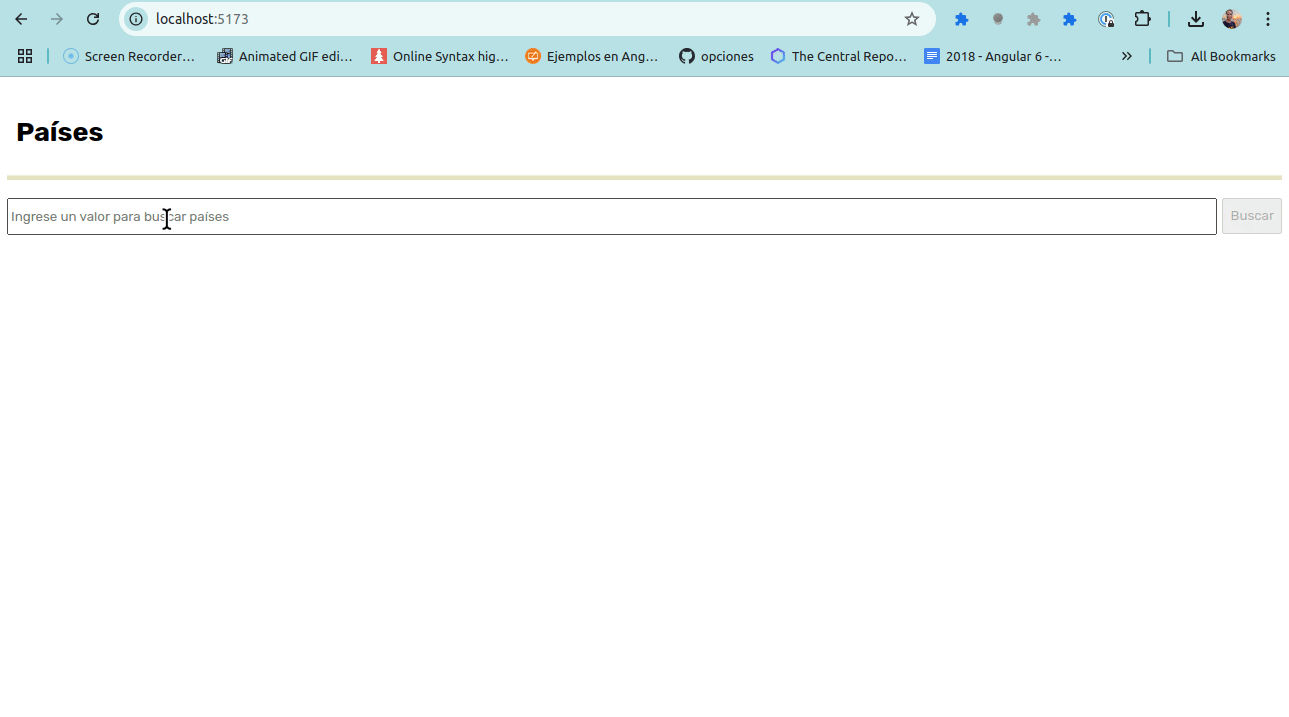 localhost:5173
Screen Recorder... Animated GIF edi... Online Syntax hig... Ejemplos en Ang... opciones The Central Repo... 2018 - Angular 6 -... » All Bookmarks
Países
Ingrese un valor para buscar países Buscar